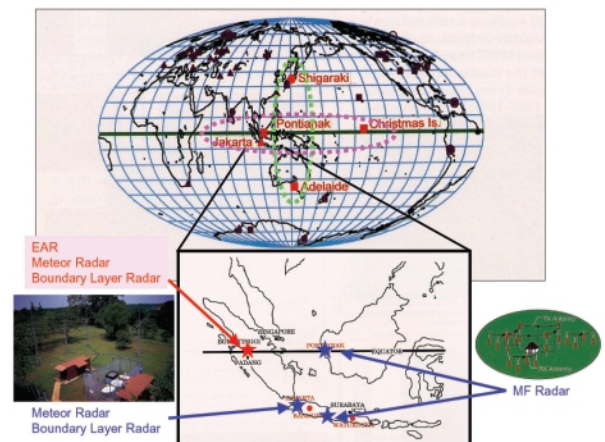 Shigaraki
Pontianak
Christmas Is.
Jakarta
Adelaide
EAR
Meteor Radar
Boundary Layer Radar
SINGAPORE
PADANG
EQUATOR
MF Radar
SURABAYA
Meteor Radar
Boundary Layer Radar